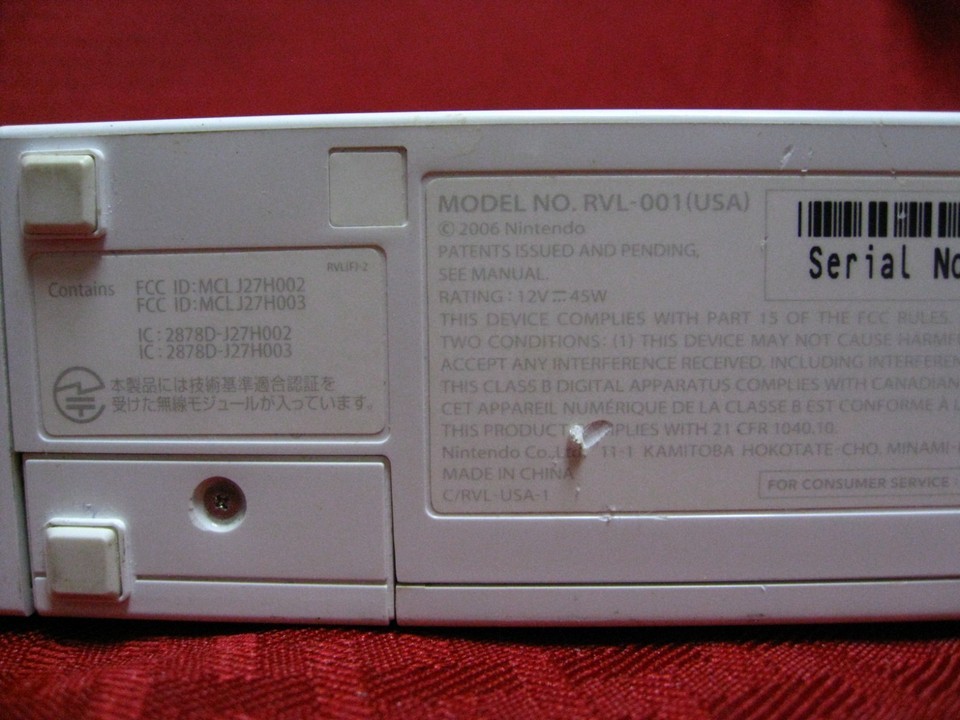 RVL(F)-2
Contains FCC ID:MCLJ27H002
FCC ID:MCLJ27H003
IC:2878D-J27H002
IC:2878D-J27H003
本製品には技術基準適合認証を
受けた無線モジュールが入っています。
MODEL NO. RVL-001(USA)
© 2006 Nintendo
PATENTS ISSUED AND PENDING,
SEE MANUAL.
RATING : 12V⎓45W
THIS DEVICE COMPLIES WITH PART 15 OF THE FCC RULES.
TWO CONDITIONS: (1) THIS DEVICE MAY NOT CAUSE HARMF
ACCEPT ANY INTERFERENCE RECEIVED, INCLUDING INTERFEREN
THIS CLASS B DIGITAL APPARATUS COMPLIES WITH CANADIAN
CET APPAREIL NUMÉRIQUE DE LA CLASSE B EST CONFORME À L
THIS PRODUCT COMPLIES WITH 21 CFR 1040.10.
Nintendo Co.,Ltd. 11-1 KAMITOBA HOKOTATE-CHO, MINAMI-
MADE IN CHINA
C/RVL-USA-1
FOR CONSUMER SERVICE
Serial No